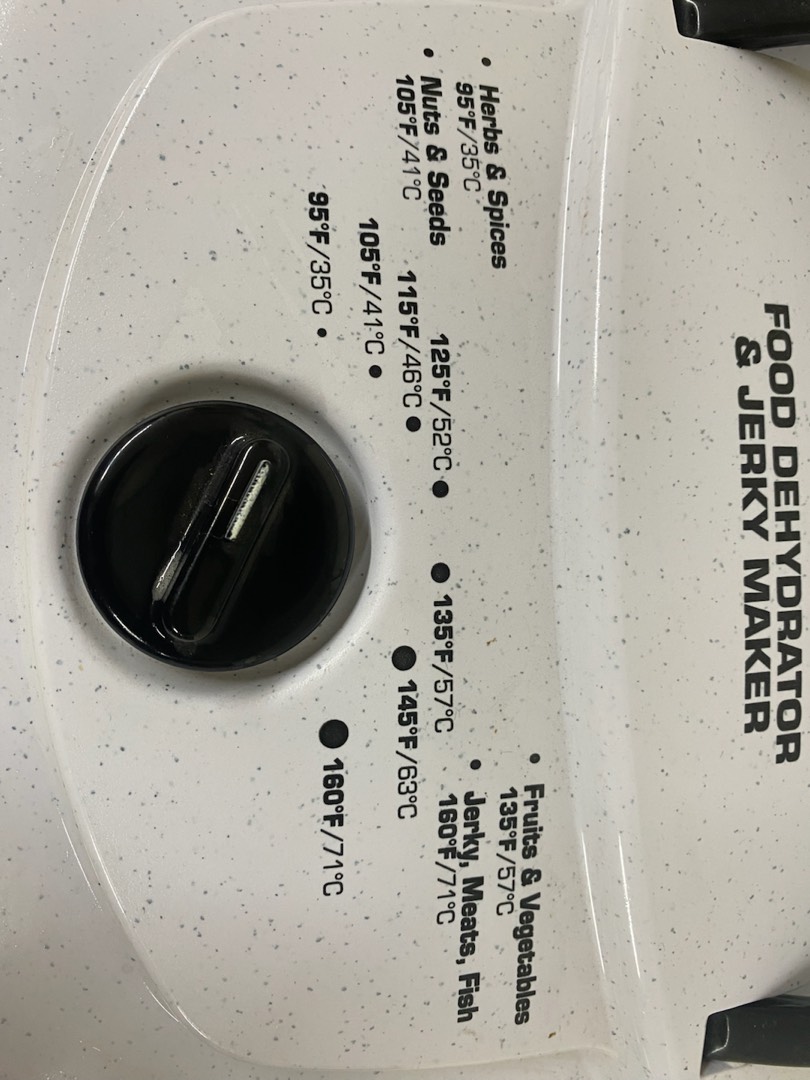 FOOD DEHYDRATOR
& JERKY MAKER
• Herbs & Spices
95°F/35°C
• Nuts & Seeds
105°F/41°C
• Fruits & Vegetables
135°F/57°C
• Jerky, Meats, Fish
160°F/71°C
95°F/35°C •
105°F/41°C •
115°F/46°C •
125°F/52°C •
• 135°F/57°C
• 145°F/63°C
• 160°F/71°C